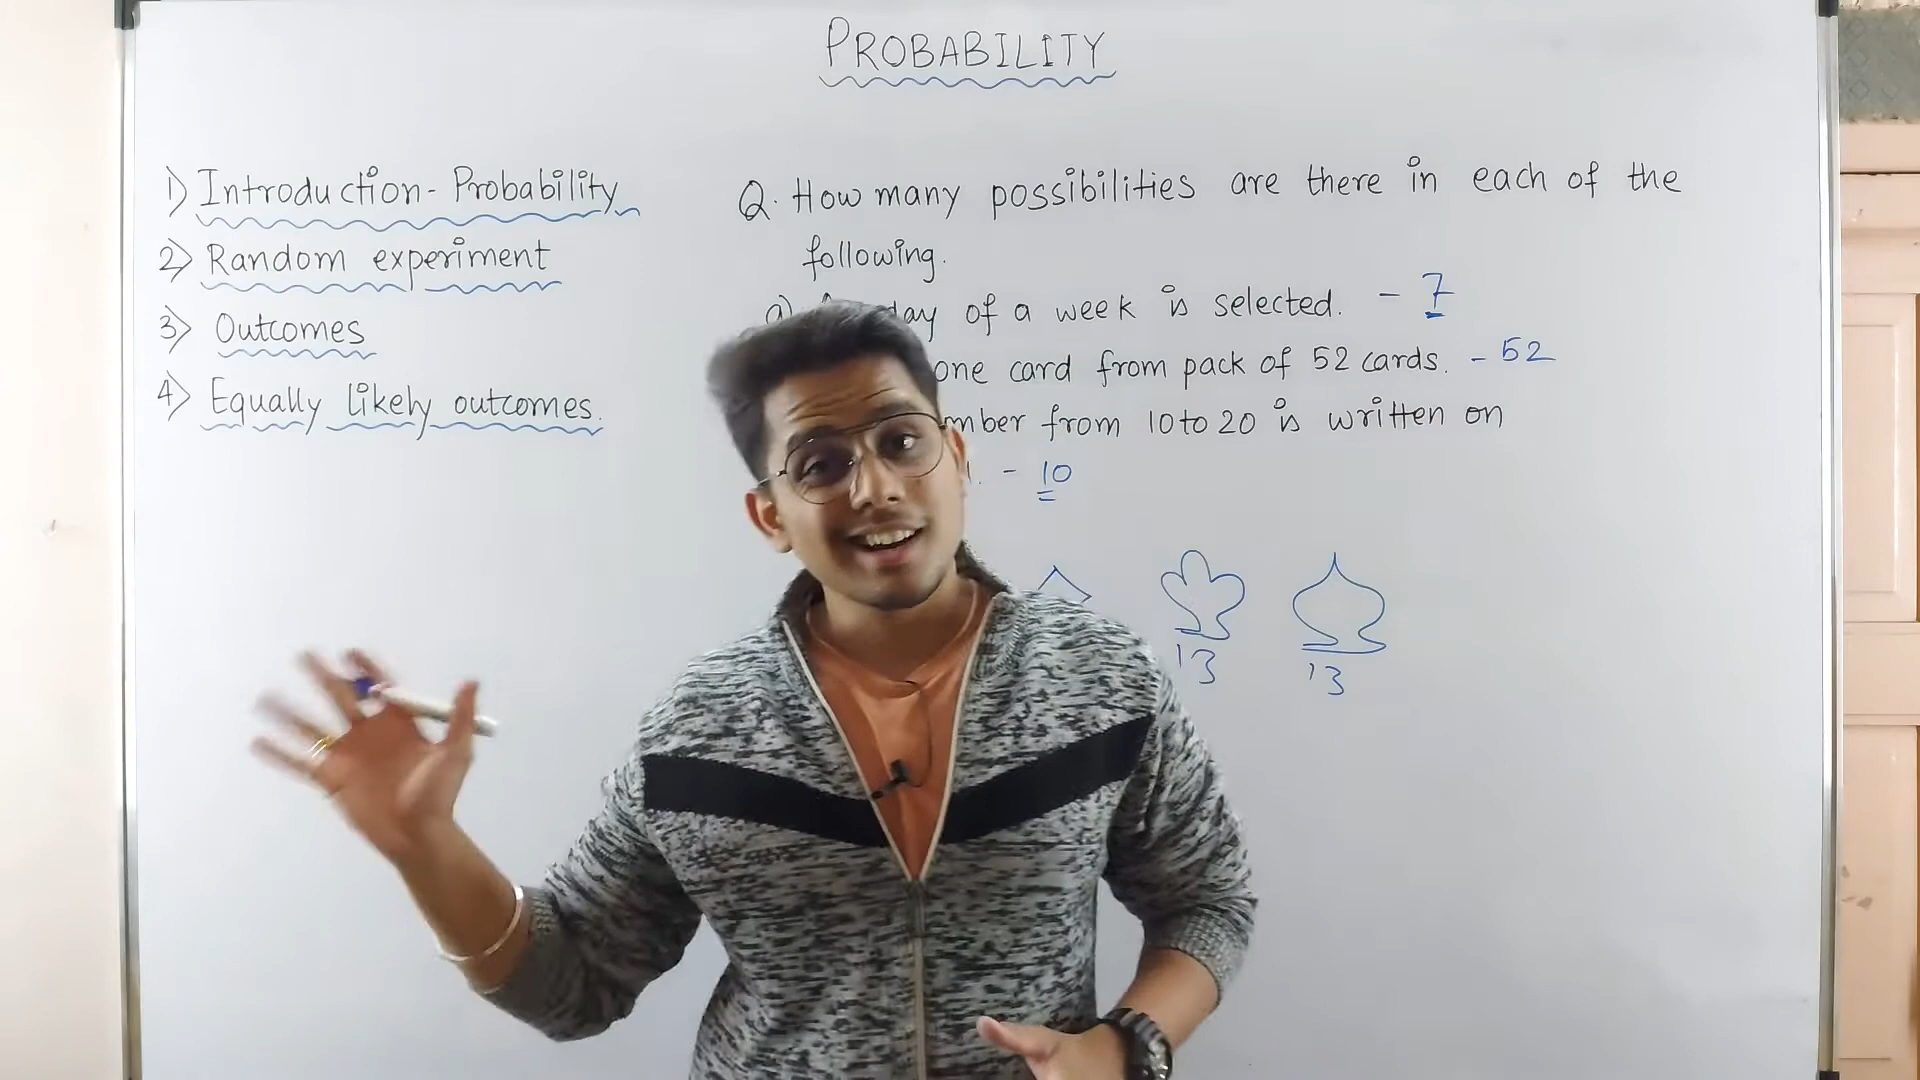 PROBABILITY
1) Introduction - Probability
2) Random experiment
3) Outcomes
4) Equally likely outcomes.
Q. How many possibilities are there in each of the
following.
a) day of a week is selected. - 7
one card from pack of 52 cards. - 52
mber from 10 to 20 is written on
. - 10
13 13